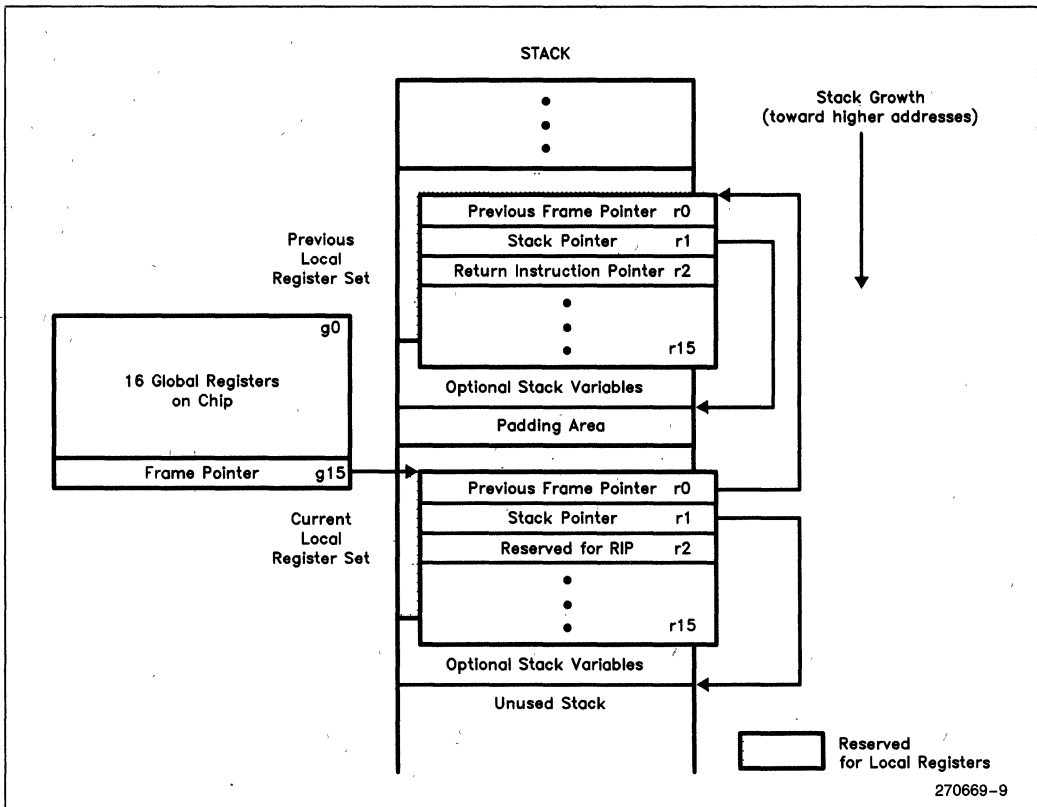 STACK
Stack Growth
(toward higher addresses)
Previous Frame Pointer r0
Stack Pointer r1
Return Instruction Pointer r2
r15
Previous
Local
Register Set
g0
16 Global Registers
on Chip
Frame Pointer g15
Optional Stack Variables
Padding Area
Previous Frame Pointer r0
Stack Pointer r1
Reserved for RIP r2
r15
Current
Local
Register Set
Optional Stack Variables
Unused Stack
Reserved
for Local Registers
270669-9